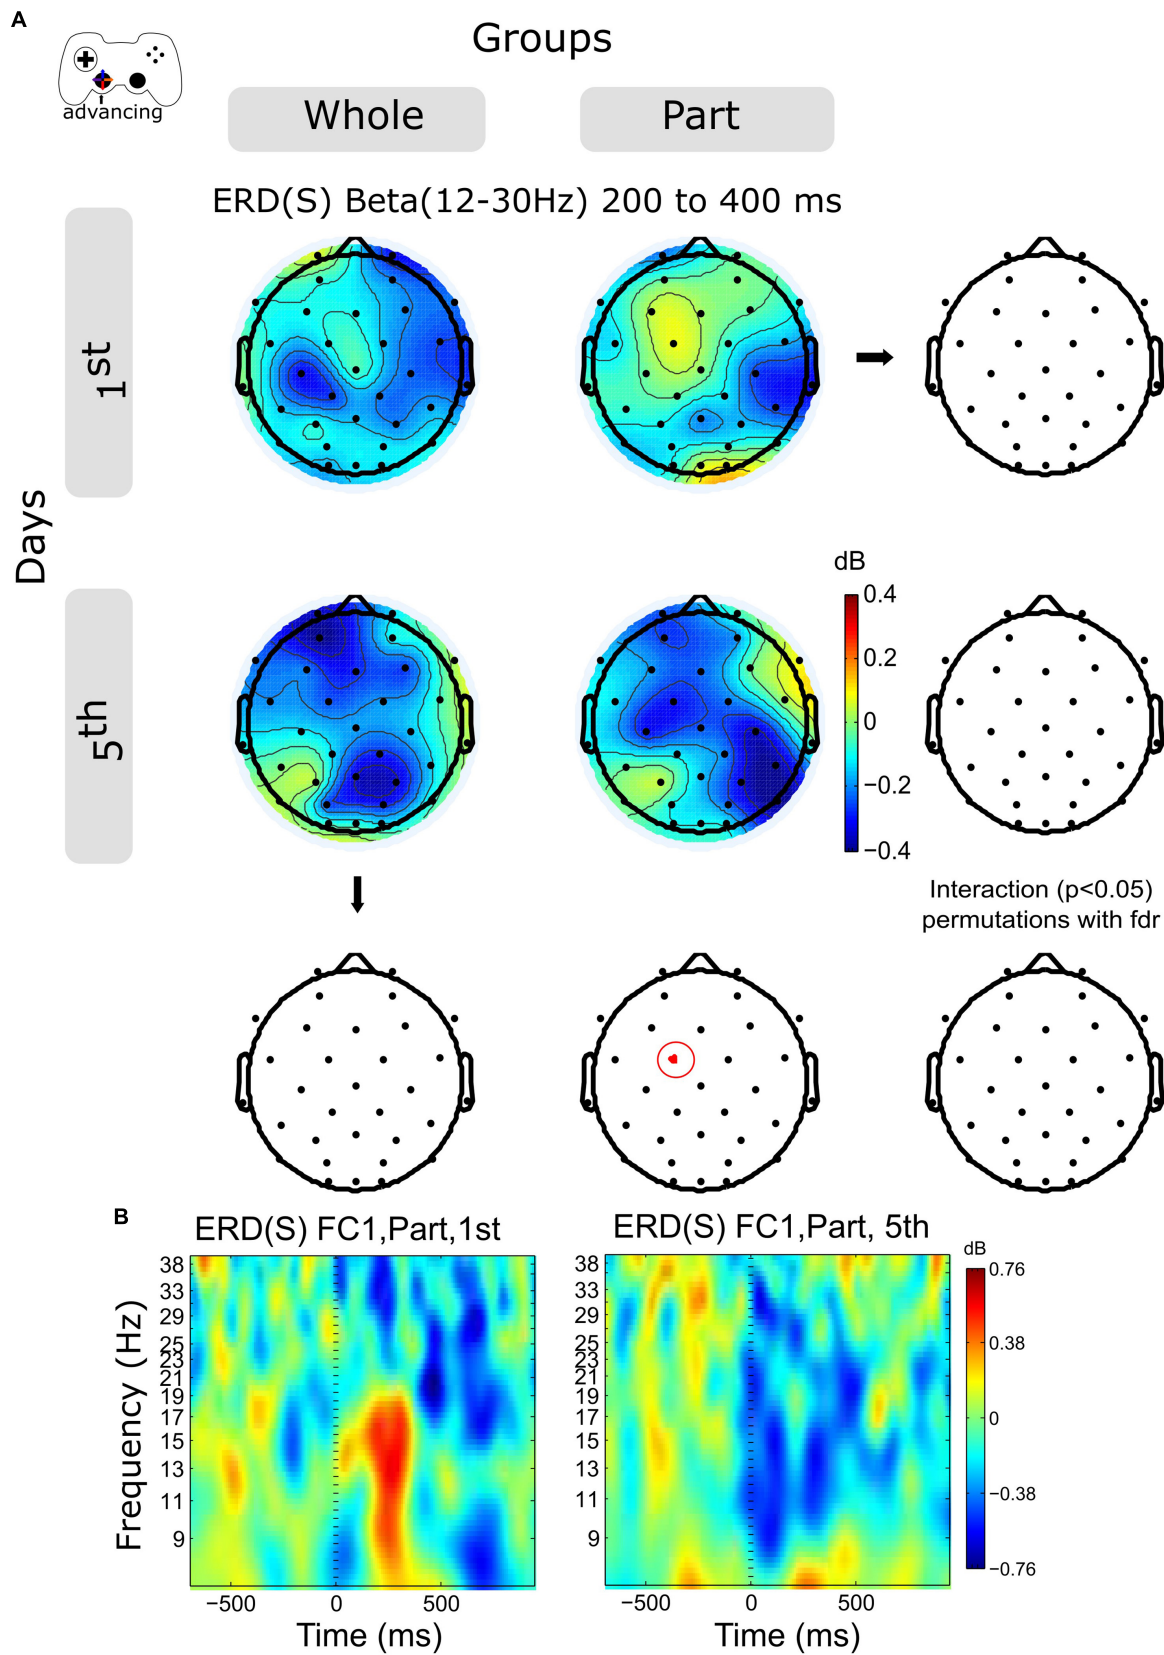 A
Groups
advancing
Whole
Part
ERD(S) Beta(12-30Hz) 200 to 400 ms
Days
1st
5th
dB
0.4
0.2
0
−0.2
−0.4
Interaction (p<0.05)
permutations with fdr
B
ERD(S) FC1,Part,1st
ERD(S) FC1,Part, 5th
Frequency (Hz)
38
33
29
25
23
21
19
17
15
13
11
9
−500
0
500
Time (ms)
38
33
29
25
23
21
19
17
15
13
11
9
−500
0
500
Time (ms)
dB
0.76
0.38
0
−0.38
−0.76